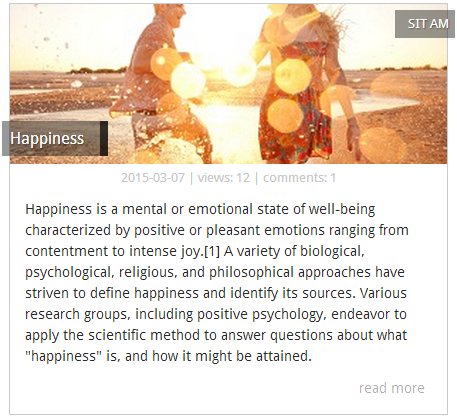 SIT AM
Happiness
2015-03-07 | views: 12 | comments: 1
Happiness is a mental or emotional state of well-being
characterized by positive or pleasant emotions ranging from
contentment to intense joy.[1] A variety of biological,
psychological, religious, and philosophical approaches have
striven to define happiness and identify its sources. Various
research groups, including positive psychology, endeavor to
apply the scientific method to answer questions about what
"happiness" is, and how it might be attained.
read more